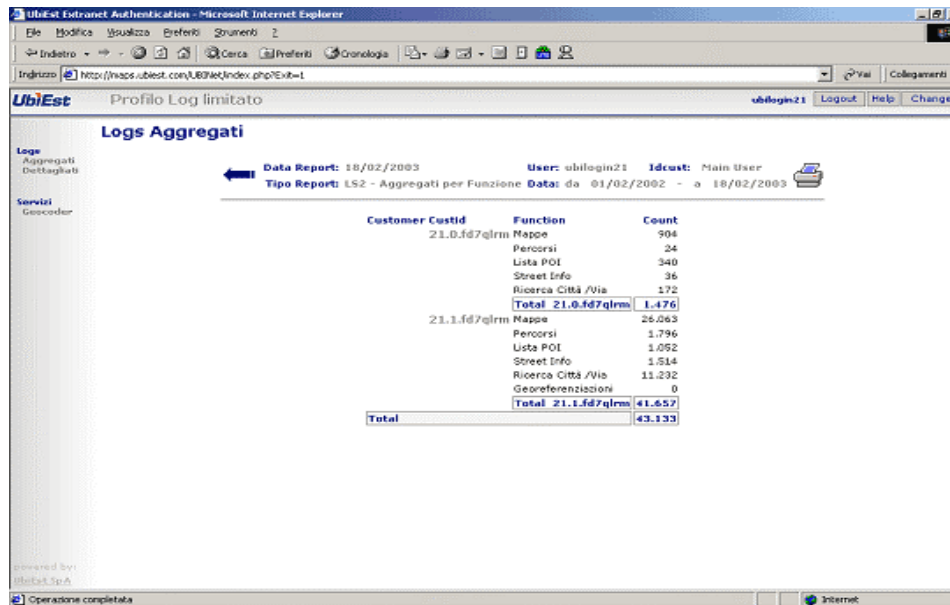 UbiEst Extranet Authentication - Microsoft Internet Explorer
File Modifica Visualizza Preferiti Strumenti ?
Indietro Cerca Preferiti Cronologia
Indirizzo http://maps.ubiest.com/UBINet/index.php?Exit=1 Vai Collegamenti
UbiEst Profilo Log limitato ubilogin21 Logout Help Change
Logs Aggregati
Logs
Aggregati
Dettagliati
Servizi
Geocoder
Data Report: 18/02/2003 User: ubilogin21 Idcust: Main User
Tipo Report: LS2 - Aggregati per Funzione Data: da 01/02/2002 - a 18/02/2003
Customer Custid Function Count
21.0.fd7qlrm Mappe 904
Percorsi 24
Lista POI 340
Street Info 36
Ricerca Città /Via 172
Total 21.0.fd7qlrm 1.476
21.1.fd7qlrm Mappe 26.063
Percorsi 1.796
Lista POI 1.052
Street Info 1.514
Ricerca Città /Via 11.232
Georeferenziasioni 0
Total 21.1.fd7qlrm 41.657
Total 43.133
powered by:
UbiEst SpA
Operazione completata Internet